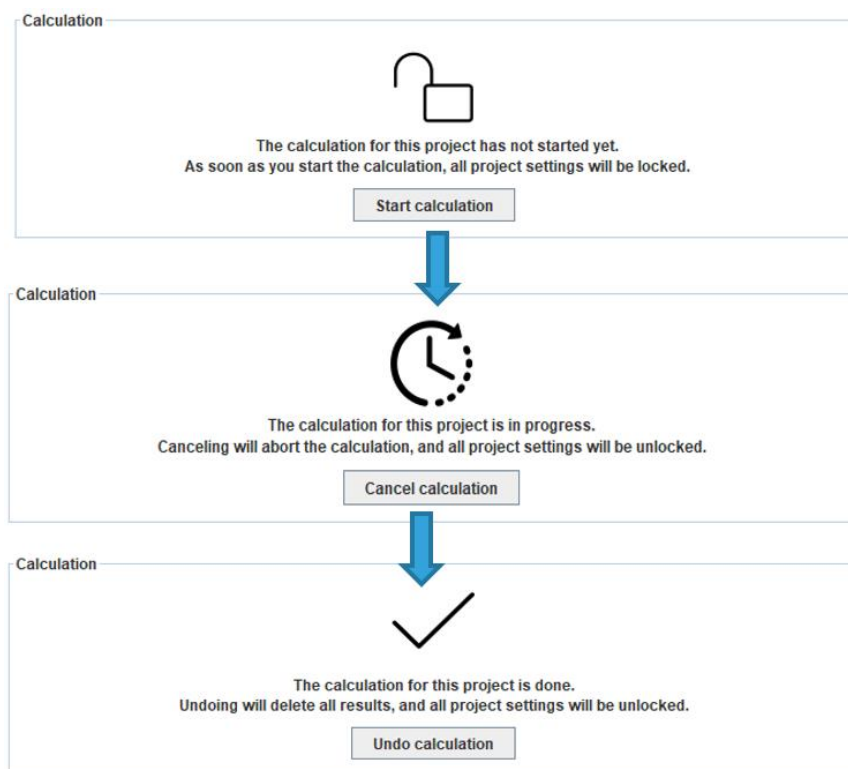 Calculation
The calculation for this project has not started yet.
As soon as you start the calculation, all project settings will be locked.
Start calculation
Calculation
The calculation for this project is in progress.
Canceling will abort the calculation, and all project settings will be unlocked.
Cancel calculation
Calculation
The calculation for this project is done.
Undoing will delete all results, and all project settings will be unlocked.
Undo calculation